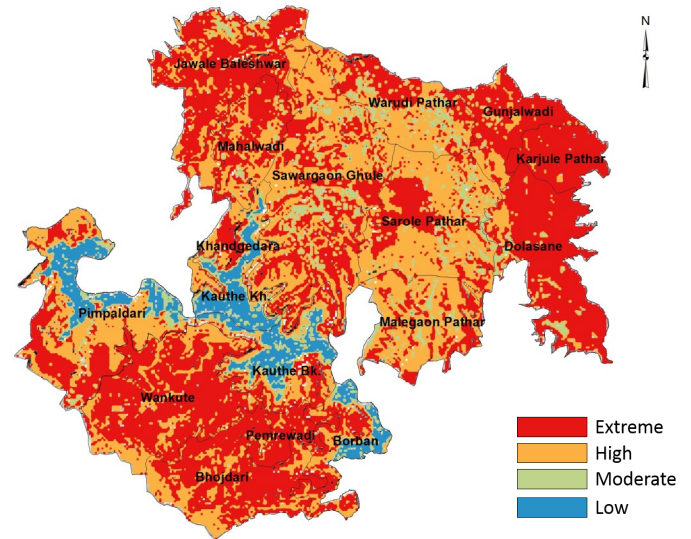 N
Jawale Baleshwar
Warudi Pathar
Gunjalwadi
Mahalwadi
Karjule Pathar
Sawargaon Ghule
Sarole Pathar
Khandgedara
Dolasane
Kauthe Kh.
Pimpaldari
Malegaon Pathar
Kauthe Bk.
Wankute
Pemrewadi
Borban
Bhojdari
Extreme
High
Moderate
Low